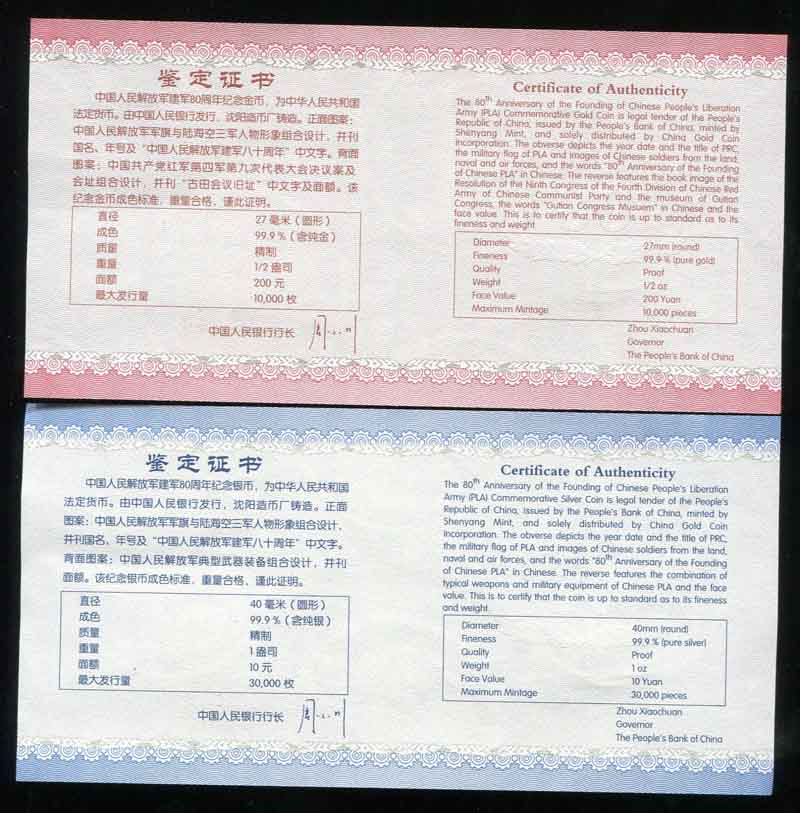 鉴定证书
中国人民解放军建军80周年纪念金币，为中华人民共和国
法定货币。由中国人民银行发行，沈阳造币厂铸造。正面图案：
中国人民解放军军旗与陆海空三军人物形象组合设计，并刊
国名、年号及“中国人民解放军建军八十周年”中文字。背面
图案：中国共产党红军第四军第九次代表大会决议案及
会址组合设计，并刊“古田会议旧址”中文字及面额。该
纪念金币成色标准，重量合格，谨此证明。
直径 27毫米（圆形）
成色 99.9％（含纯金）
质量 精制
重量 1/2盎司
面额 200元
最大发行量 10,000枚
中国人民银行行长
Certificate of Authenticity
The 80th Anniversary of the Founding of Chinese People's Liberation
Army (PLA) Commemorative Gold Coin is legal tender of the People's
Republic of China, issued by the People's Bank of China, minted by
Shenyang Mint, and solely distributed by China Gold Coin
Incorporation. The obverse depicts the year date and the title of PRC,
the military flag of PLA and images of Chinese soldiers from the land,
naval and air forces, and the words "80th Anniversary of the Founding
of Chinese PLA" in Chinese. The reverse features the book image of the
Resolution of the Ninth Congress of the Fourth Division of Chinese Red
Army of Chinese Communist Party and the museum of Gutian
Congress, the words "Gutian Congress Musuem" in Chinese and the
face value. This is to certify that the coin is up to standard as to its
fineness and weight
Diameter 27mm (round)
Fineness 99.9% (pure gold)
Quality Proof
Weight 1/2 oz
Face Value 200 Yuan
Maximum Mintage 10,000 pieces
Zhou Xiaochuan
Governor
The People's Bank of China
鉴定证书
中国人民解放军建军80周年纪念银币，为中华人民共和国
法定货币。由中国人民银行发行，沈阳造币厂铸造。正面
图案：中国人民解放军军旗与陆海空三军人物形象组合设计，
并刊国名、年号及“中国人民解放军建军八十周年”中文字。
背面图案：中国人民解放军典型武器装备组合设计，并刊
面额。该纪念银币成色标准，重量合格，谨此证明。
直径 40毫米（圆形）
成色 99.9％（含纯银）
质量 精制
重量 1盎司
面额 10元
最大发行量 30,000枚
中国人民银行行长
Certificate of Authenticity
The 80th Anniversary of the Founding of Chinese People's Liberation
Army (PLA) Commemorative Silver Coin is legal tender of the People's
Republic of China, issued by the People's Bank of China, minted by
Shenyang Mint, and solely distributed by China Gold Coin
Incorporation. The obverse depicts the year date and the title of PRC,
the military flag of PLA and images of Chinese soldiers from the land,
naval and air forces, and the words "80th Anniversary of the Founding
of Chinese PLA" in Chinese. The reverse features the combination of
typical weapons and military equipment of Chinese PLA and the face
value. This is to certify that the coin is up to standard as to its fineness
and weight
Diameter 40mm (round)
Fineness 99.9% (pure silver)
Quality Proof
Weight 1 oz
Face Value 10 Yuan
Maximum Mintage 30,000 pieces
Zhou Xiaochuan
Governor
The People's Bank of China